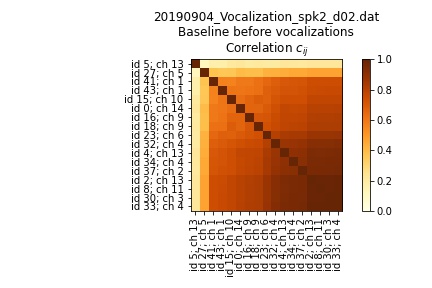 20190904_Vocalization_spk2_d02.dat
Baseline before vocalizations
Correlation c_ij
id 5; ch 13
id 27; ch 5
id 41; ch 1
id 43; ch 1
id 15; ch 10
id 0; ch 14
id 16; ch 9
id 18; ch 9
id 23; ch 6
id 32; ch 4
id 4; ch 13
id 34; ch 4
id 37; ch 2
id 2; ch 13
id 8; ch 11
id 30; ch 3
id 33; ch 4
id 5; ch 13
id 27; ch 5
id 41; ch 1
id 43; ch 1
id 15; ch 10
id 0; ch 14
id 16; ch 9
id 18; ch 9
id 23; ch 6
id 32; ch 4
id 4; ch 13
id 34; ch 4
id 37; ch 2
id 2; ch 13
id 8; ch 11
id 30; ch 3
id 33; ch 4
1.0
0.8
0.6
0.4
0.2
0.0